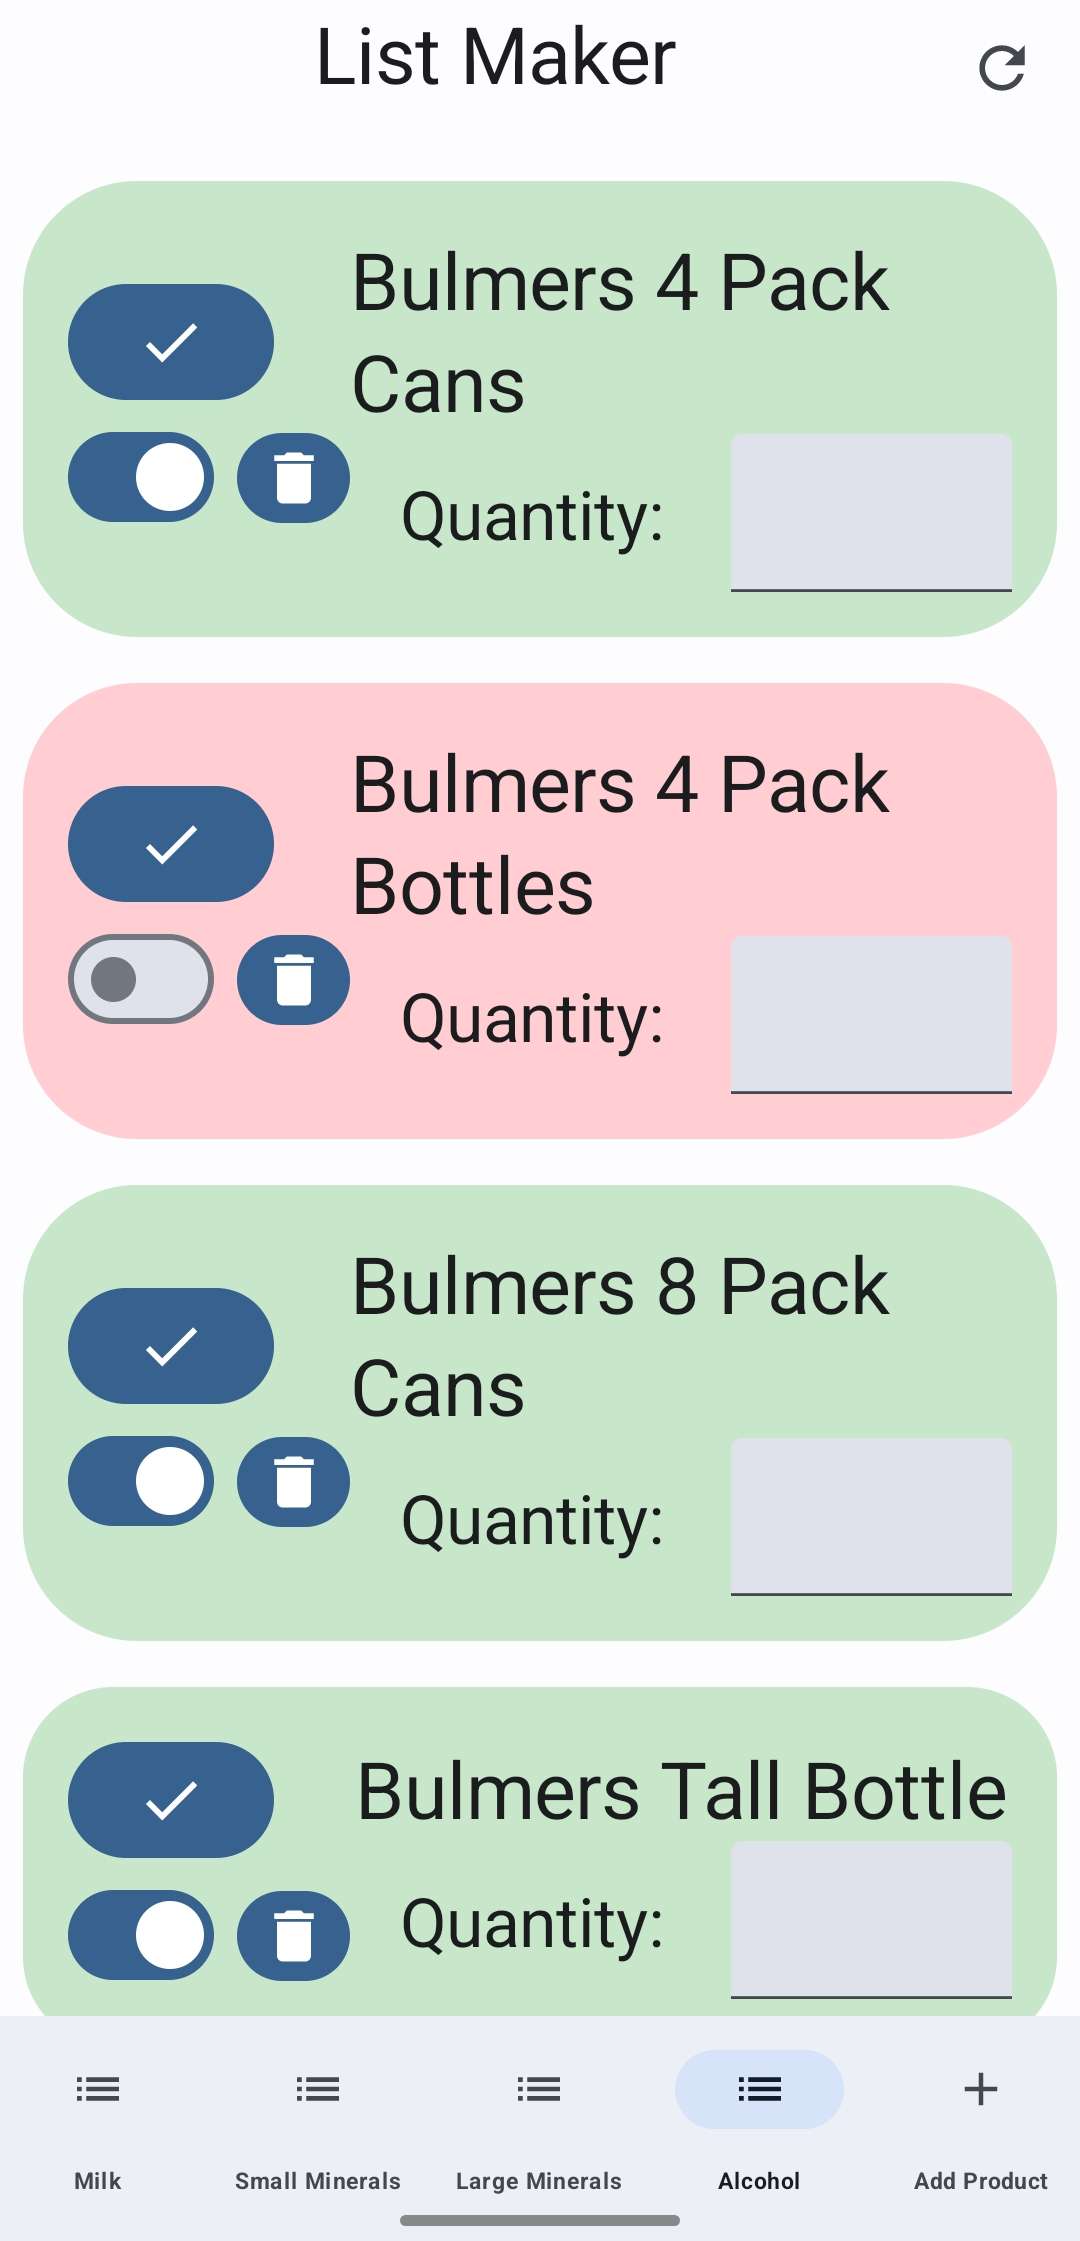 List Maker
Bulmers 4 Pack
Cans
Quantity:
Bulmers 4 Pack
Bottles
Quantity:
Bulmers 8 Pack
Cans
Quantity:
Bulmers Tall Bottle
Quantity:
Milk
Small Minerals
Large Minerals
Alcohol
Add Product